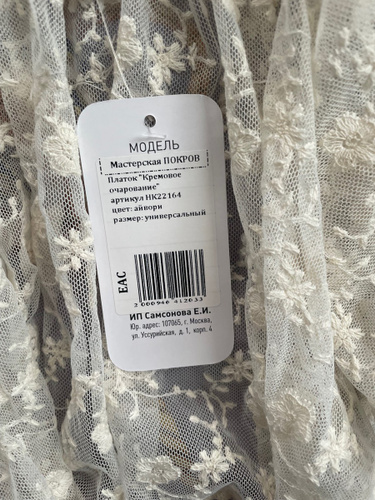 МОДЕЛЬ
Мастерская ПОКРОВ
Платок "Кремовое
очарование"
артикул НК22164
цвет: айвори
размер: универсальный
ЕАС
2 000946 412033
ИП Самсонова Е.И.
Юр. адрес: 107065, г. Москва,
ул. Уссурийская, д. 1, корп. 4